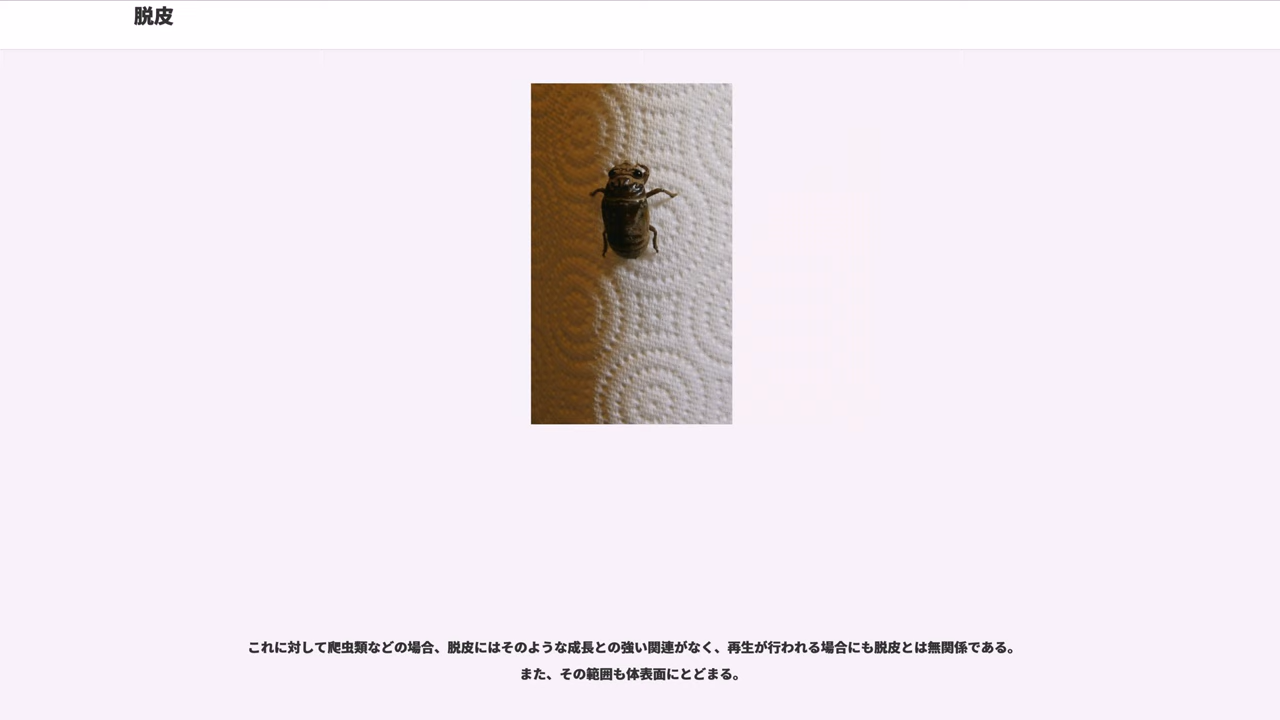 脱皮
これに対して爬虫類などの場合、脱皮にはそのような成長との強い関連がなく、再生が行われる場合にも脱皮とは無関係である。
また、その範囲も体表面にとどまる。